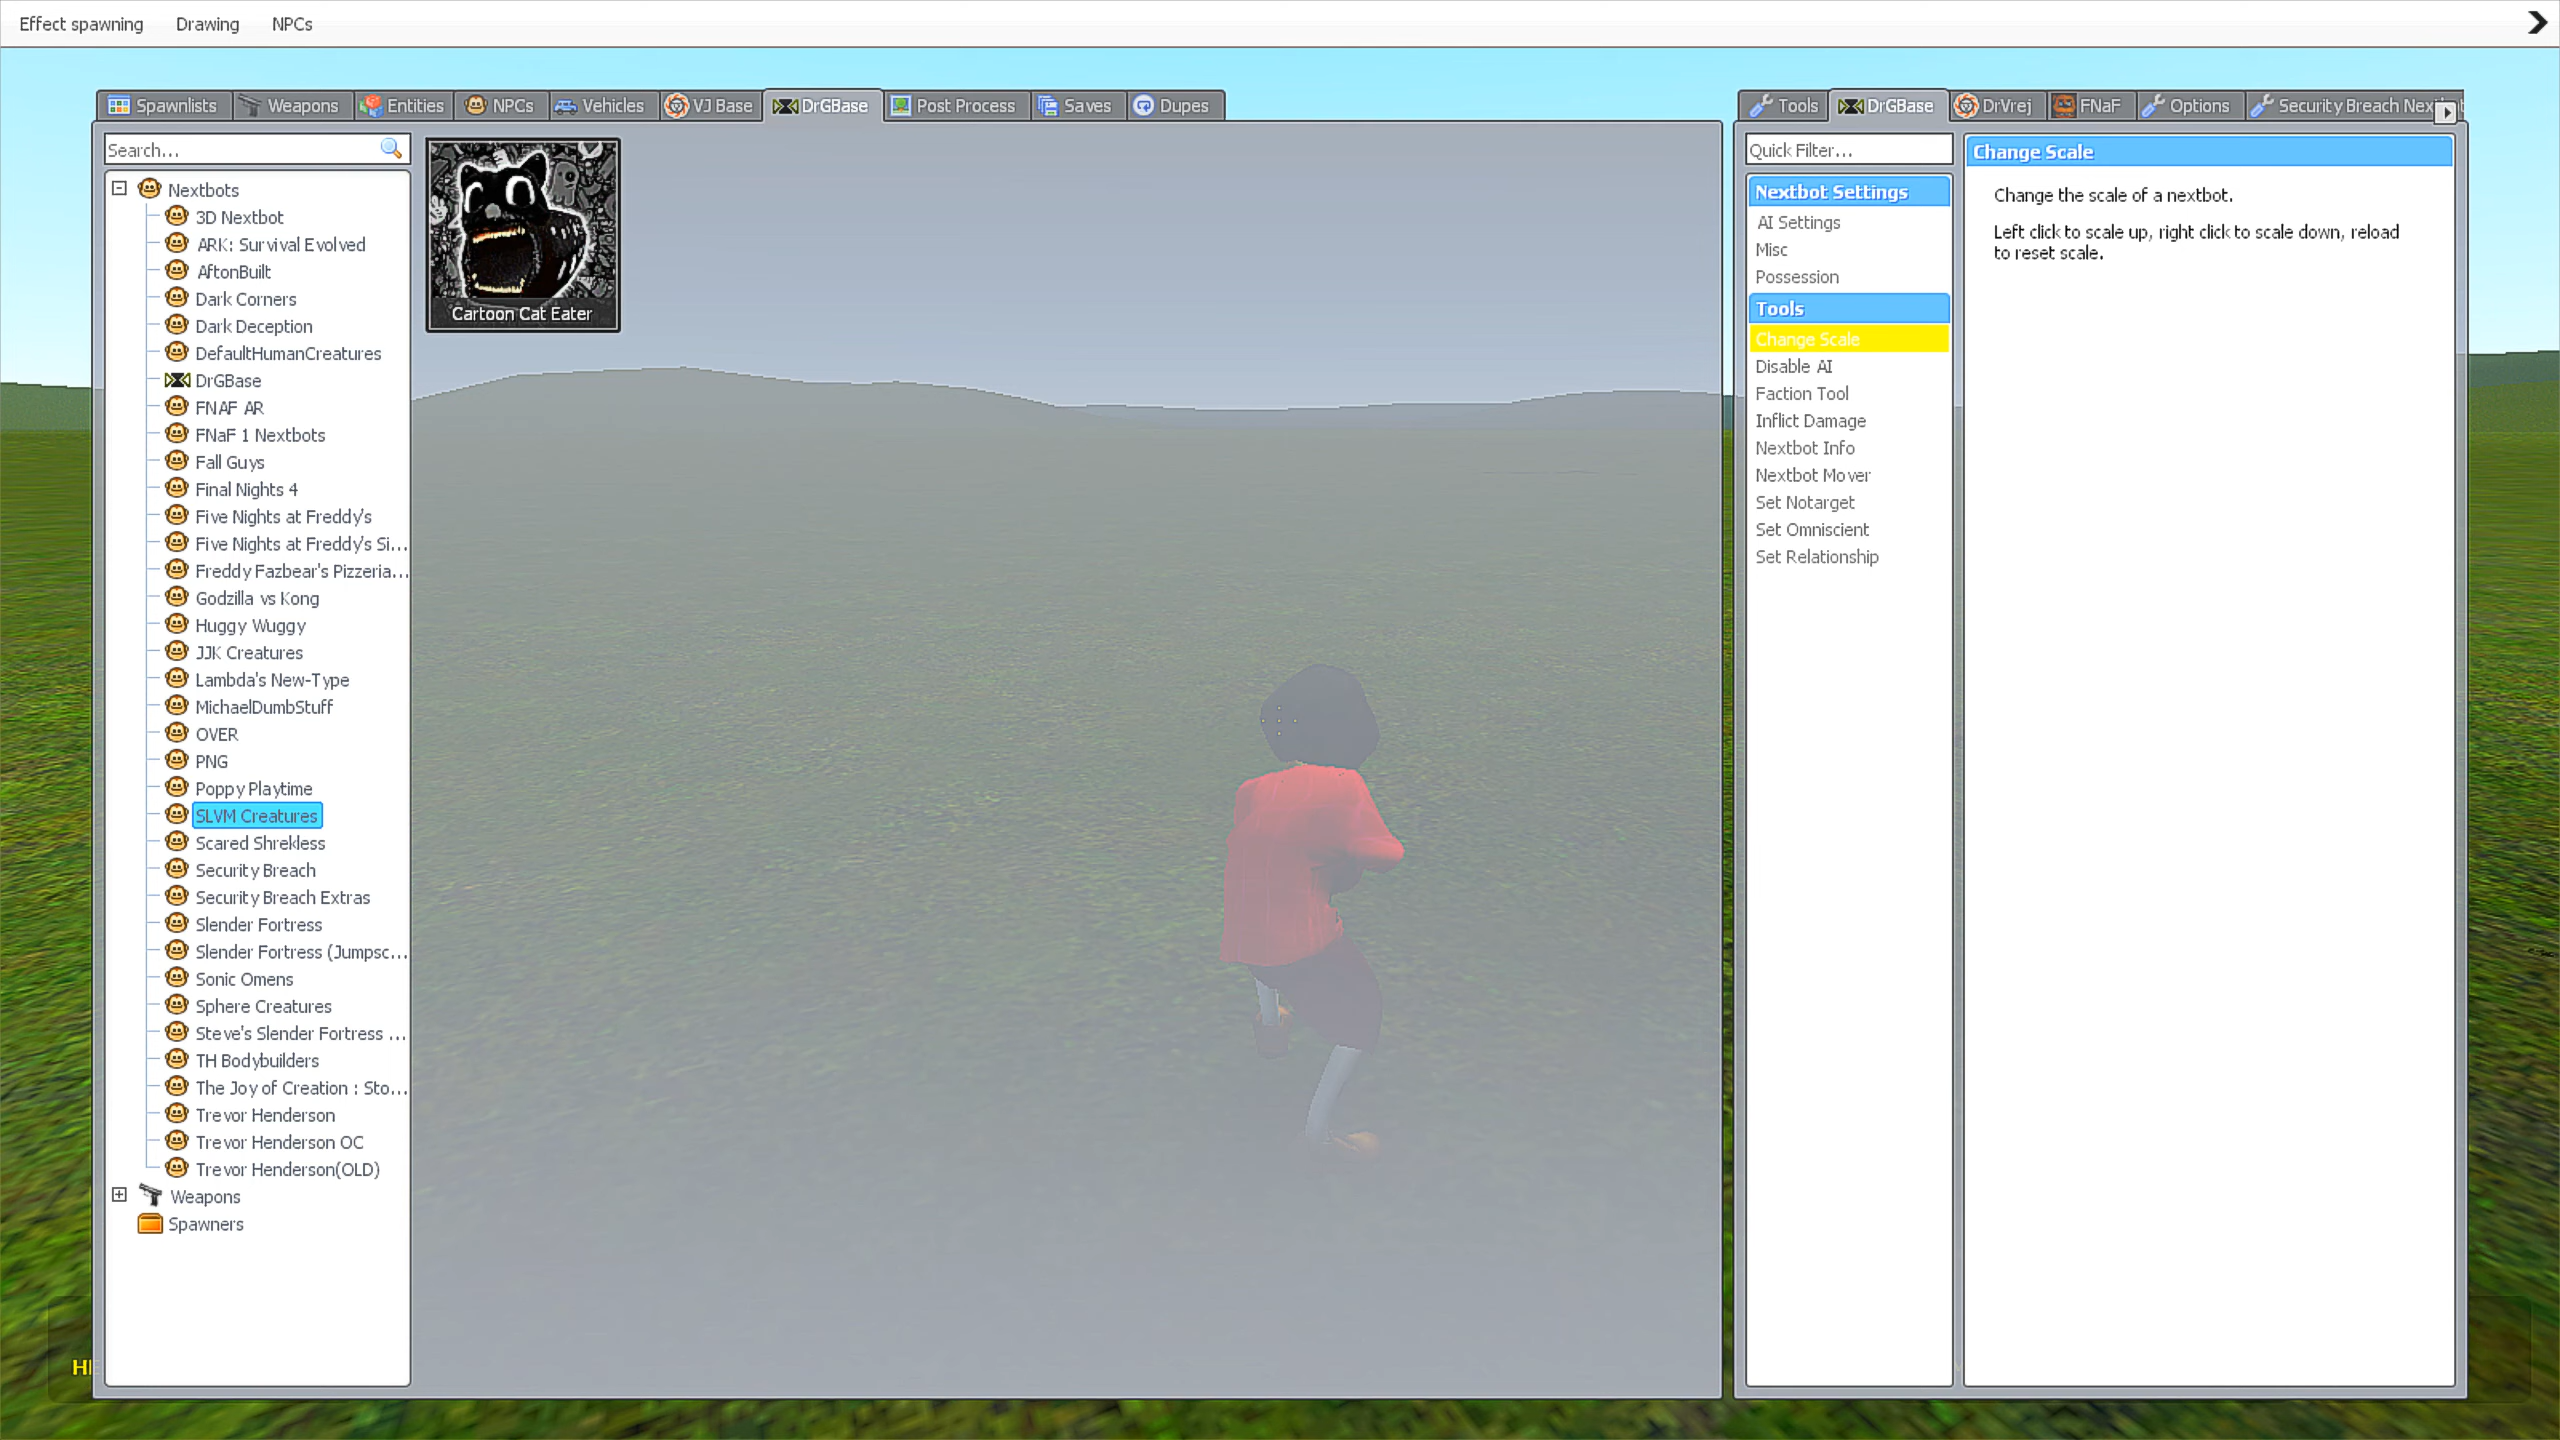 Effect spawning Drawing NPCs
Spawnlists Weapons Entities NPCs Vehicles VJ Base DrGBase Post Process Saves Dupes
Search...
Nextbots
3D Nextbot
ARK: Survival Evolved
AftonBuilt
Dark Corners
Dark Deception
DefaultHumanCreatures
DrGBase
FNAF AR
FNaF 1 Nextbots
Fall Guys
Final Nights 4
Five Nights at Freddy's
Five Nights at Freddy's Si...
Freddy Fazbear's Pizzeria...
Godzilla vs Kong
Huggy Wuggy
JJK Creatures
Lambda's New-Type
MichaelDumbStuff
OVER
PNG
Poppy Playtime
SLVM Creatures
Scared Shrekless
Security Breach
Security Breach Extras
Slender Fortress
Slender Fortress (Jumpsc...
Sonic Omens
Sphere Creatures
Steve's Slender Fortress ...
TH Bodybuilders
The Joy of Creation : Sto...
Trevor Henderson
Trevor Henderson OC
Trevor Henderson(OLD)
Weapons
Spawners
Cartoon Cat Eater
Tools DrGBase DrVrej FNaF Options Security Breach
Quick Filter...
Nextbot Settings
AI Settings
Misc
Possession
Tools
Change Scale
Disable AI
Faction Tool
Inflict Damage
Nextbot Info
Nextbot Mover
Set Notarget
Set Omniscient
Set Relationship
Change Scale
Change the scale of a nextbot.
Left click to scale up, right click to scale down, reload
to reset scale.